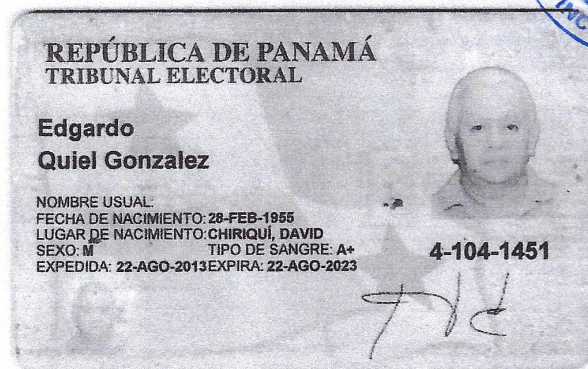 REPÚBLICA DE PANAMÁ
TRIBUNAL ELECTORAL
Edgardo
Quiel Gonzalez
NOMBRE USUAL:
FECHA DE NACIMIENTO: 28-FEB-1955
LUGAR DE NACIMIENTO: CHIRIQUÍ, DAVID
SEXO: M TIPO DE SANGRE: A+
EXPEDIDA: 22-AGO-2013 EXPIRA: 22-AGO-2023
4-104-1451